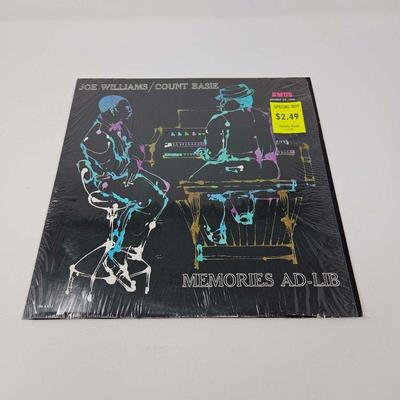 JOE WILLIAMS/COUNT BASIE
EMUS
SPECIAL BUY
$2.49
MEMORIES AD-LIB